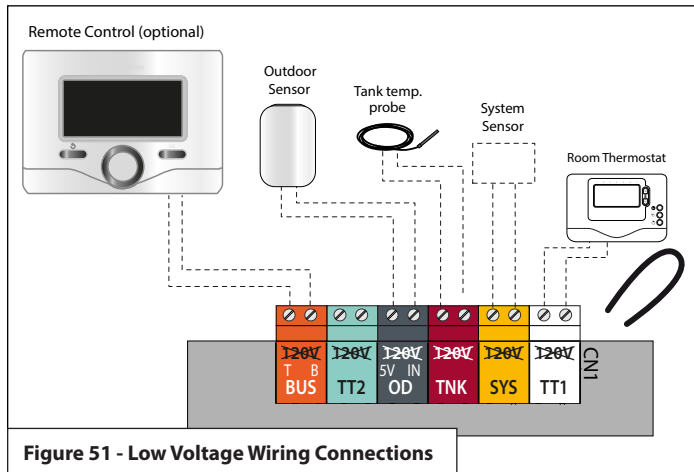 Remote Control (optional)
Outdoor
Sensor
Tank temp.
probe
System
Sensor
Room Thermostat
120V 120V 120V 120V 120V 120V
T B 5V IN
BUS TT2 OD TNK SYS TT1
CN1
Figure 51 - Low Voltage Wiring Connections